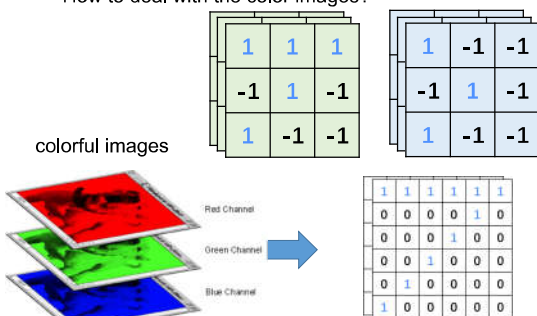 How to deal with the color images?
1 1 1
-1 1 -1
1 -1 -1
1 -1 -1
-1 1 -1
1 -1 -1
colorful images
Red Channel
Green Channel
Blue Channel
1 1 1 1 1 1
0 0 0 0 1 0
0 0 0 1 0 0
0 0 1 0 0 0
0 1 0 0 0 0
1 0 0 0 0 0